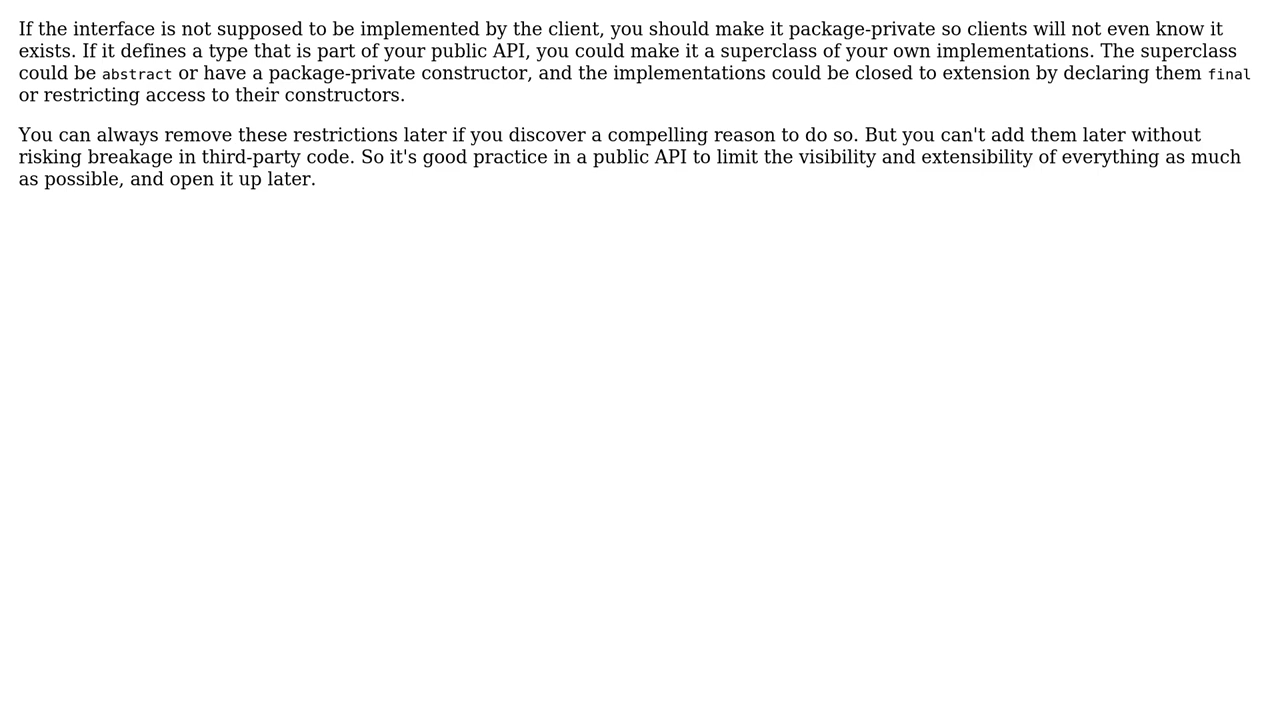 If the interface is not supposed to be implemented by the client, you should make it package-private so clients will not even know it
exists. If it defines a type that is part of your public API, you could make it a superclass of your own implementations. The superclass
could be abstract or have a package-private constructor, and the implementations could be closed to extension by declaring them final
or restricting access to their constructors.
You can always remove these restrictions later if you discover a compelling reason to do so. But you can't add them later without
risking breakage in third-party code. So it's good practice in a public API to limit the visibility and extensibility of everything as much
as possible, and open it up later.